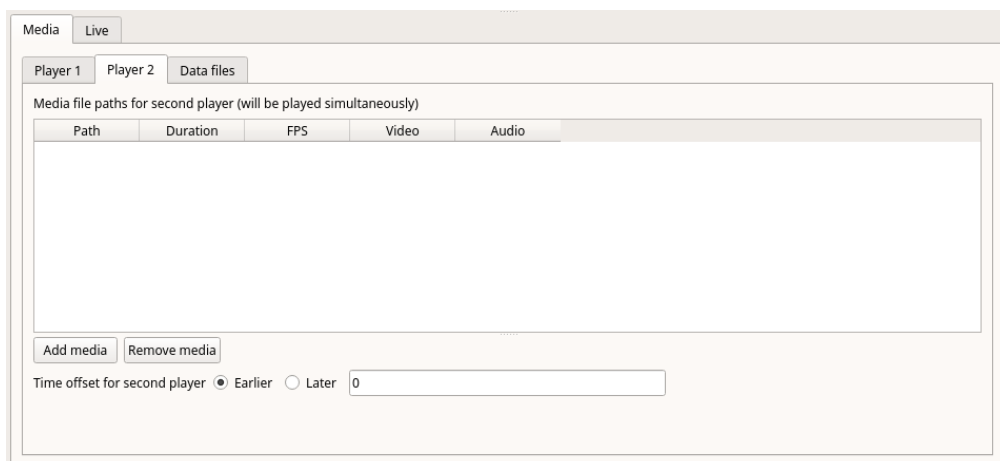 Media Live
Player 1 Player 2 Data files
Media file paths for second player (will be played simultaneously)
Path Duration FPS Video Audio
Add media Remove media
Time offset for second player Earlier Later 0